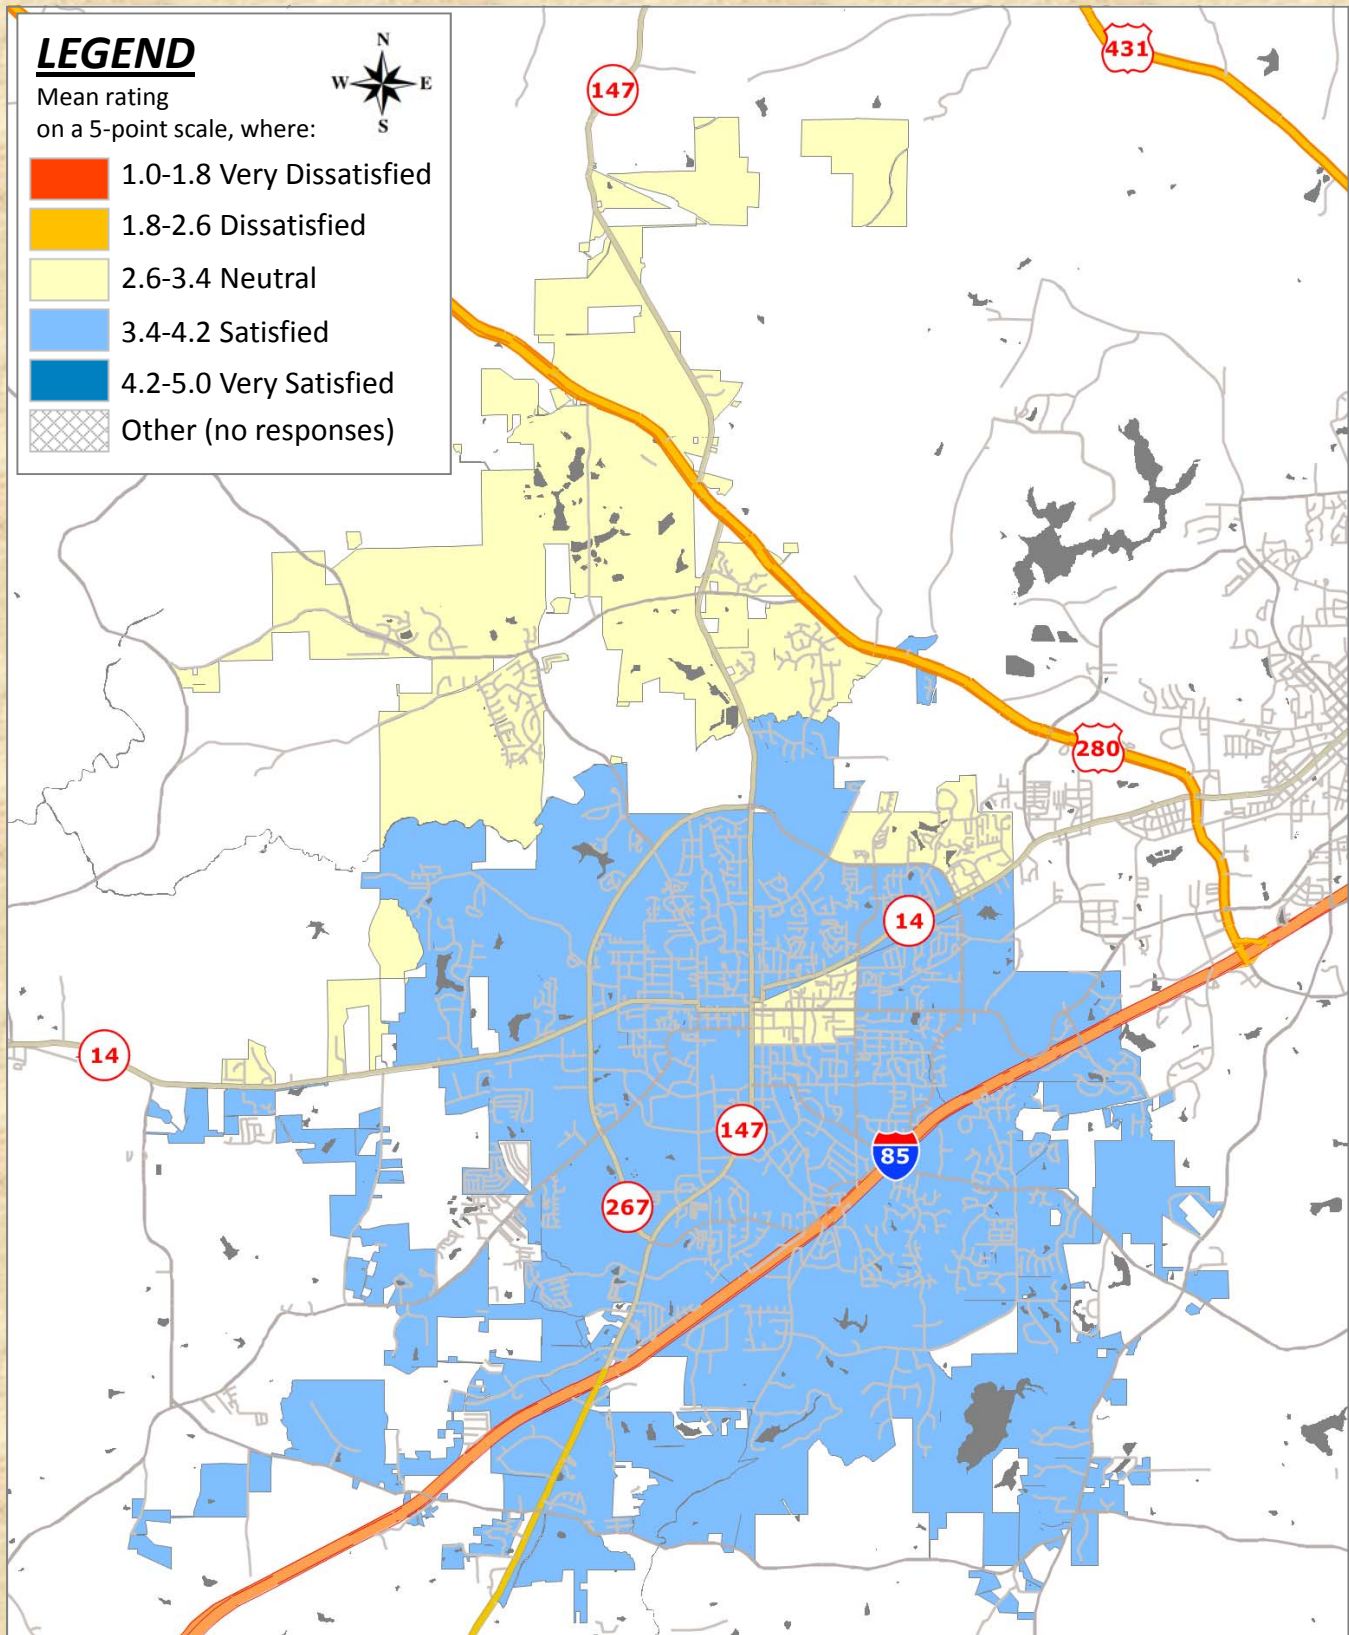 LEGEND
N
W E
S
Mean rating
on a 5-point scale, where:
1.0-1.8 Very Dissatisfied
1.8-2.6 Dissatisfied
2.6-3.4 Neutral
3.4-4.2 Satisfied
4.2-5.0 Very Satisfied
Other (no responses)
431
147
280
14
14
147
85
267